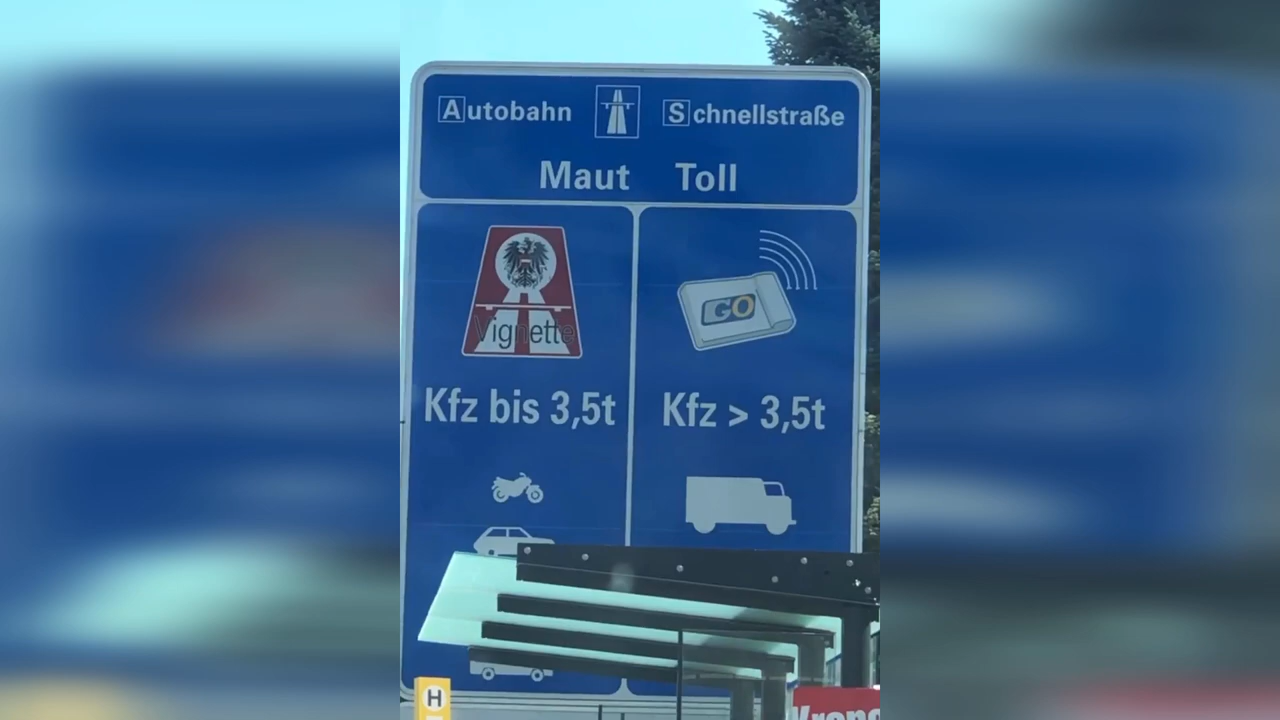 Autobahn Schnellstraße
Maut Toll
Vignette
GO
Kfz bis 3,5t
Kfz > 3,5t
H